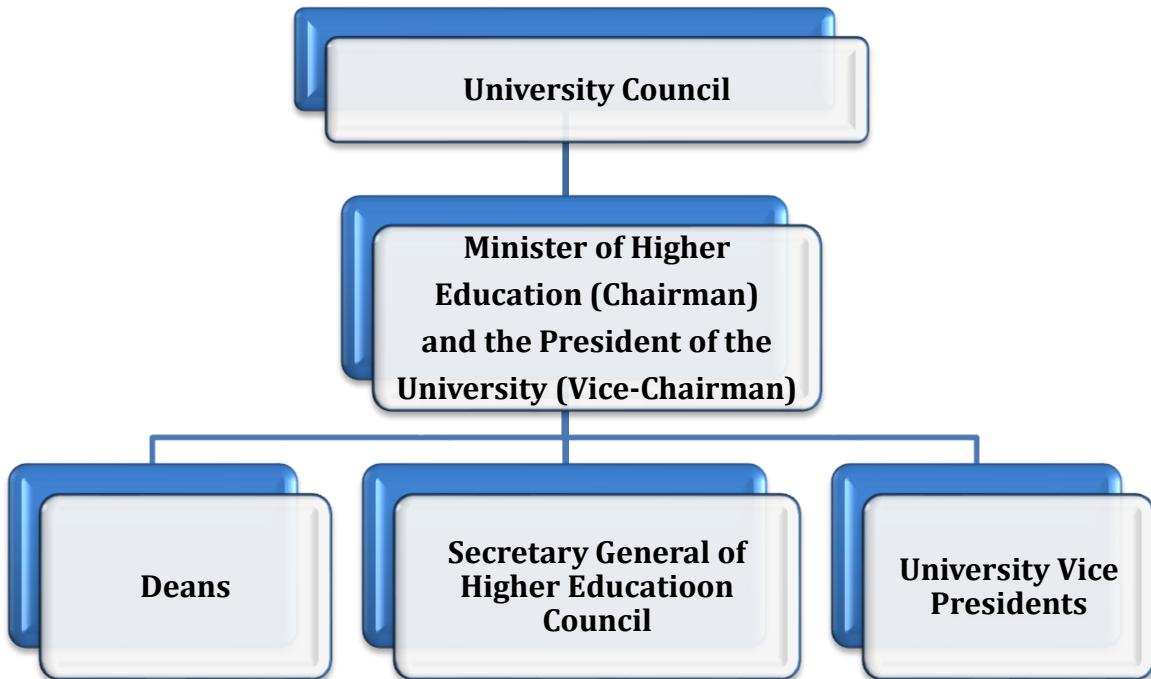 University Council
Minister of Higher
Education (Chairman)
and the President of the
University (Vice-Chairman)
Deans
Secretary General of
Higher Educatioon
Council
University Vice
Presidents